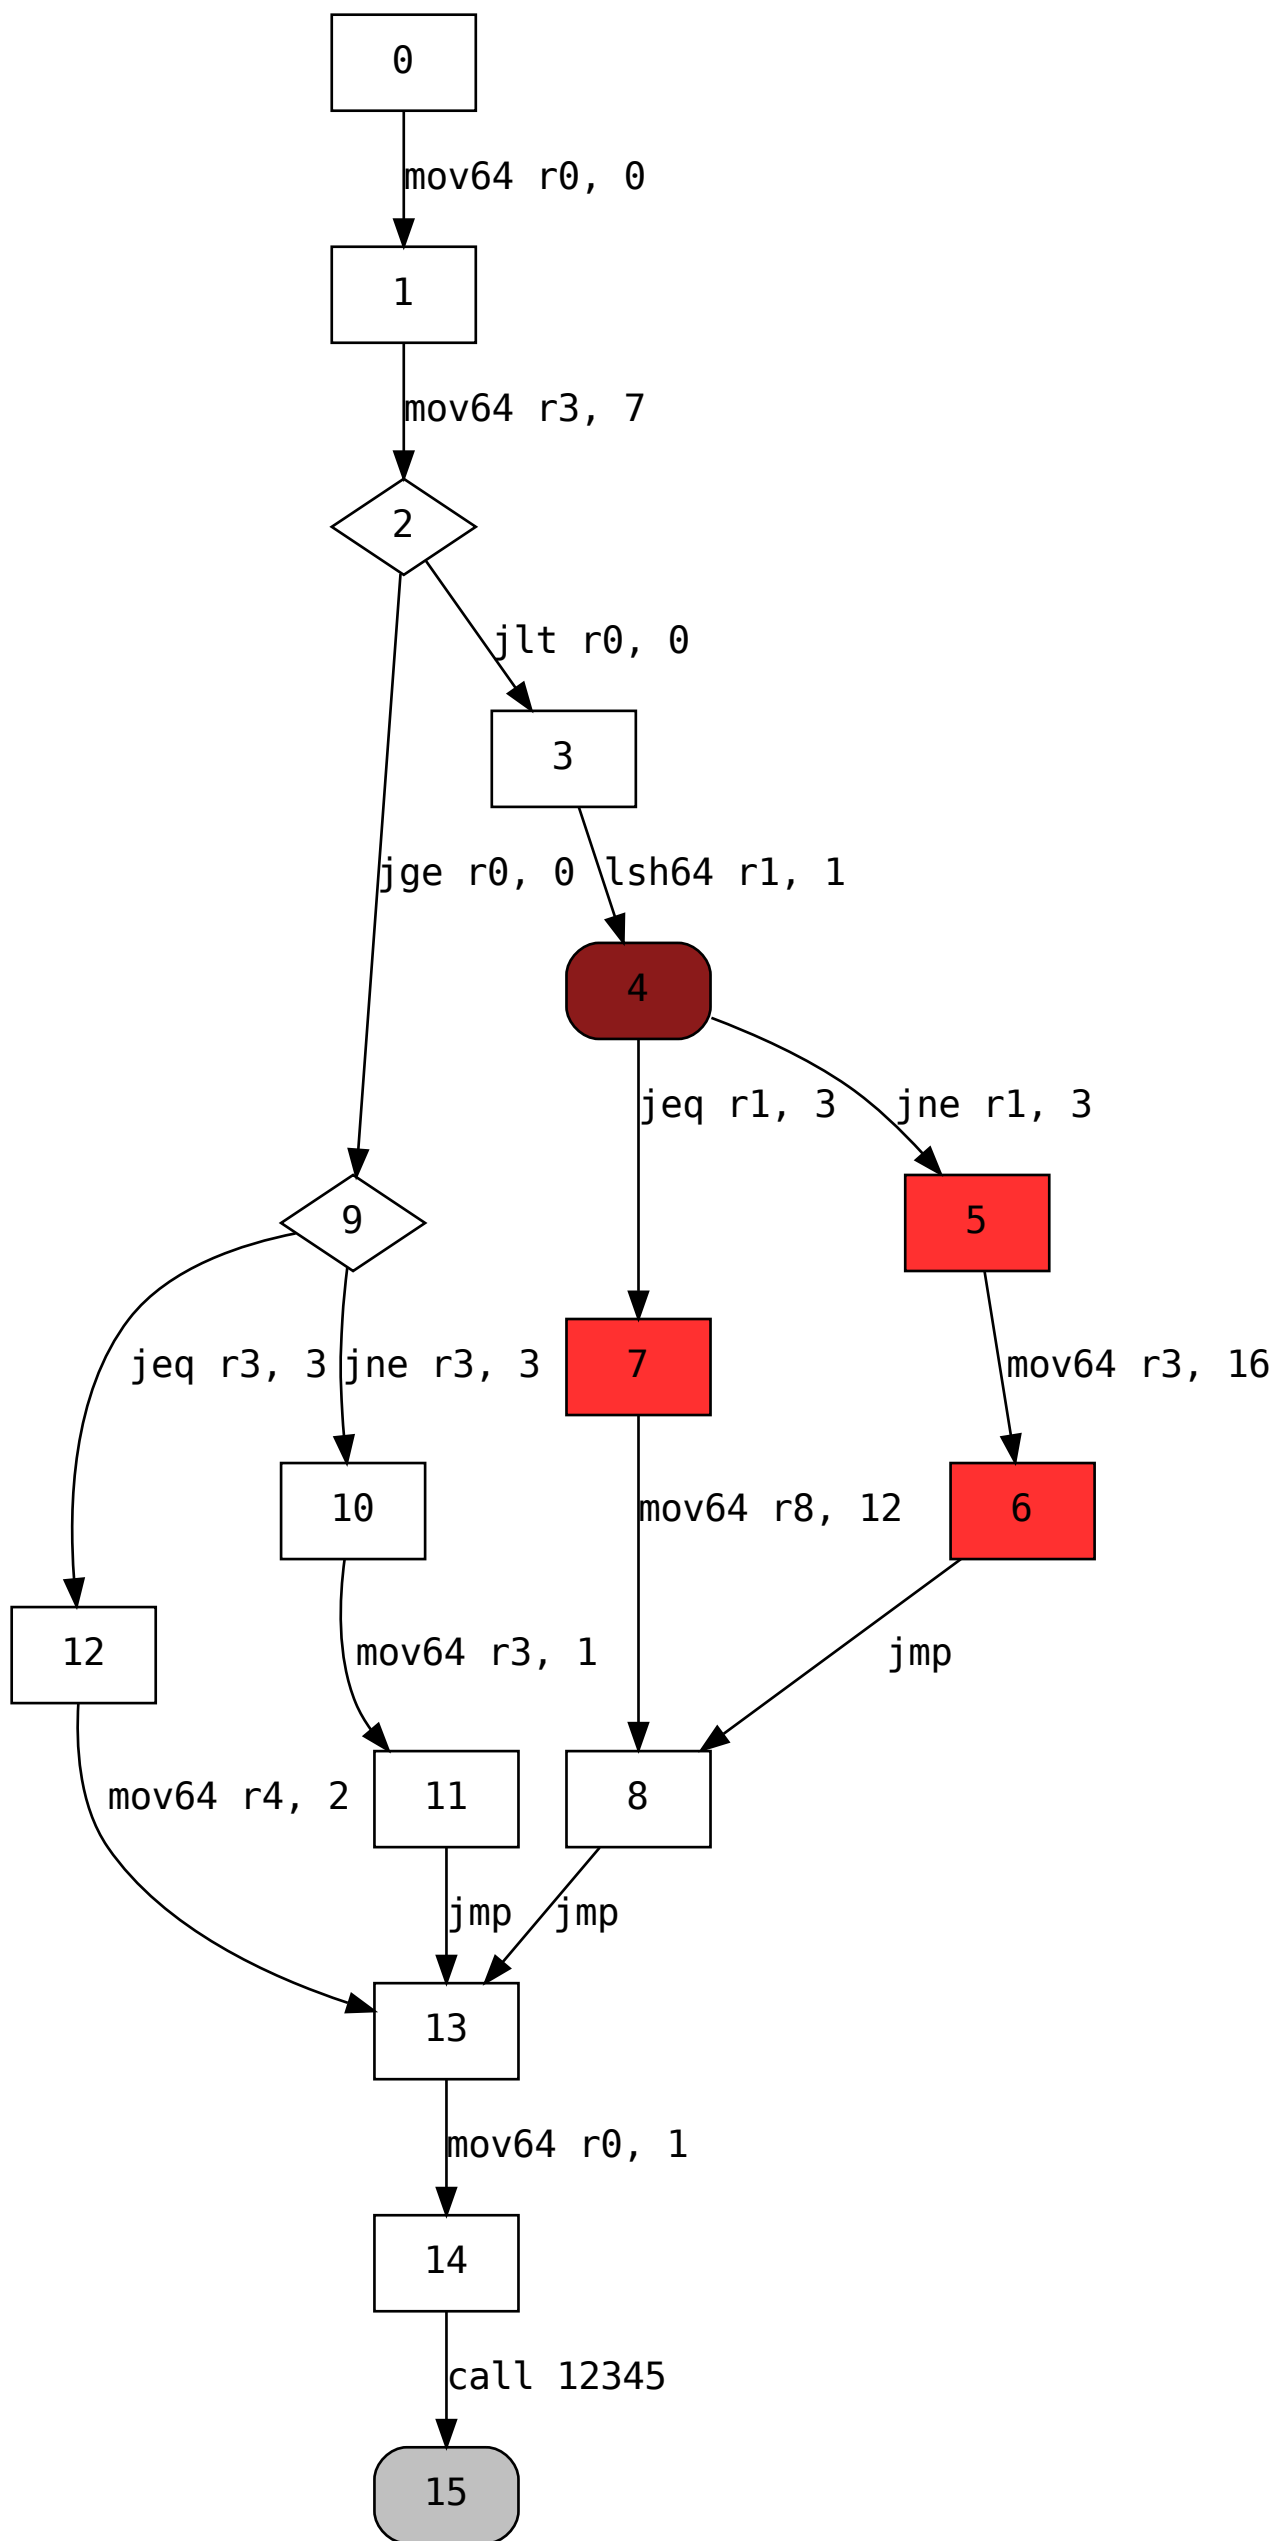 0
mov64 r0, 0
1
mov64 r3, 7
2
jlt r0, 0
3
jge r0, 0
lsh64 r1, 1
4
jeq r1, 3
jne r1, 3
9
5
jeq r3, 3
jne r3, 3
7
mov64 r3, 16
10
mov64 r8, 12
6
12
mov64 r3, 1
jmp
mov64 r4, 2
11
8
jmp
jmp
13
mov64 r0, 1
14
call 12345
15